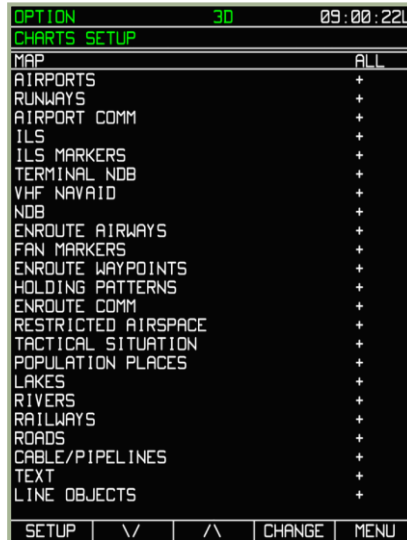 OPTION 3D 09:00:22L
CHARTS SETUP
MAP ALL
AIRPORTS +
RUNWAYS +
AIRPORT COMM +
ILS +
ILS MARKERS +
TERMINAL NDB +
VHF NAVAID +
NDB +
ENROUTE AIRWAYS +
FAN MARKERS +
ENROUTE WAYPOINTS +
HOLDING PATTERNS +
ENROUTE COMM +
RESTRICTED AIRSPACE +
TACTICAL SITUATION +
POPULATION PLACES +
LAKES +
RIVERS +
RAILWAYS +
ROADS +
CABLE/PIPELINES +
TEXT +
LINE OBJECTS +
SETUP \/ /\ CHANGE MENU